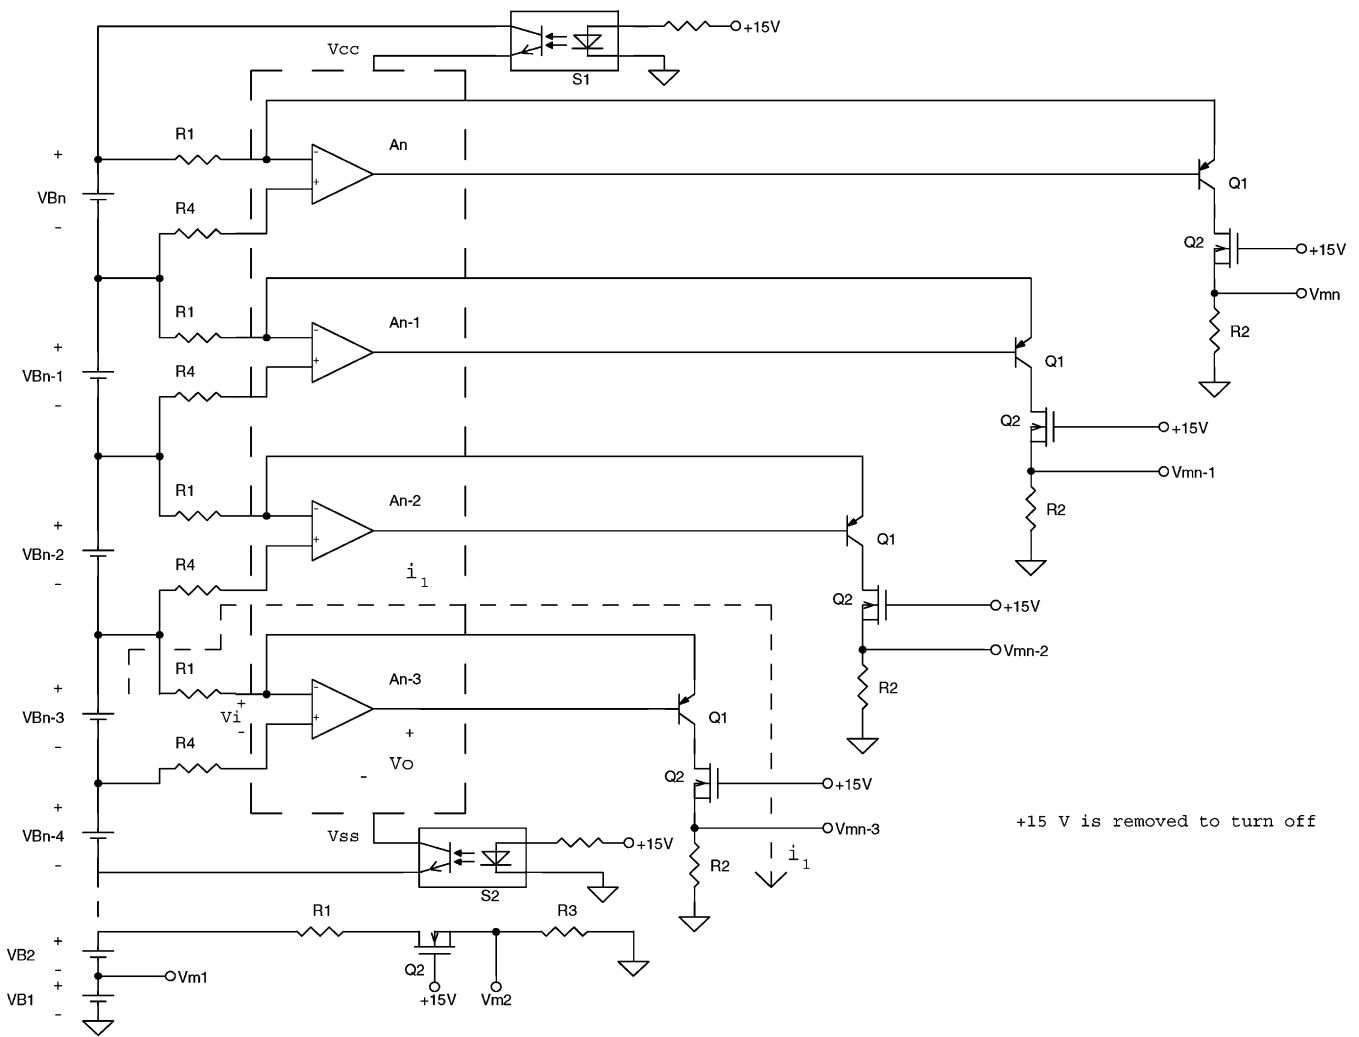 +15V
S1
Vcc
R1
An
+
VBn
-
-
+
R4
Q1
Q2
+15V
Vmn
R2
R1
An-1
+
VBn-1
-
-
+
R4
Q1
Q2
+15V
Vmn-1
R2
R1
An-2
+
VBn-2
-
-
+
R4
i1
Q1
Q2
+15V
Vmn-2
R2
R1
An-3
+
VBn-3
-
-
+
+
Vi
-
R4
+
Vo
-
Q1
Q2
+15V
Vmn-3
R2
i1
+15 V is removed to turn off
+
VBn-4
-
Vss
+15V
S2
R1
R3
+
VB2
-
Q2
+15V
Vm2
Vm1
+
VB1
-